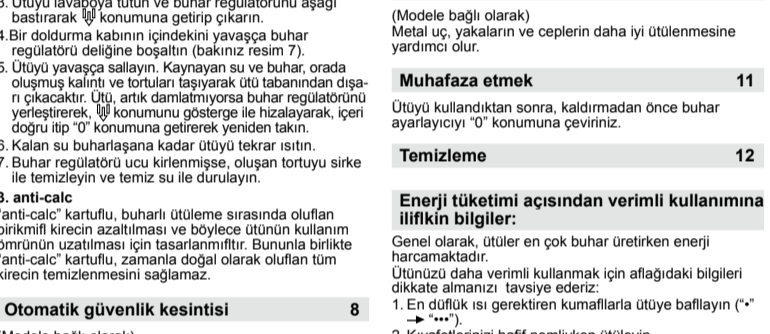 3. Ütüyü lavaboya tutun ve buhar regülatörünü aşağı
bastırarak konumuna getirip çıkarın.
4.Bir doldurma kabının içindekini yavaşça buhar
regülatörü deliğine boşaltın (bakınız resim 7).
5. Ütüyü yavaşça sallayın. Kaynayan su ve buhar, orada
oluşmuş kalıntı ve tortuları taşıyarak ütü tabanından dışa-
rı çıkacaktır. Ütü, artık damlatmıyorsa buhar regülatörünü
yerleştirerek, konumunu gösterge ile hizalayarak, içeri
doğru itip “0” konumuna getirerek yeniden takın.
6. Kalan su buharlaşana kadar ütüyü tekrar ısıtın.
7. Buhar regülatörü ucu kirlenmişse, oluşan tortuyu sirke
ile temizleyin ve temiz su ile durulayın.
3. anti-calc
“anti-calc” kartuflu, buharlı ütüleme sırasında oluflan
birikmifl kirecin azaltılması ve böylece ütünün kullanım
ömrünün uzatılması için tasarlanmıfltır. Bununla birlikte
“anti-calc” kartuflu, zamanla doğal olarak oluflan tüm
kirecin temizlenmesini sağlamaz.
Otomatik güvenlik kesintisi 8
(Modele bağlı olarak)
(Modele bağlı olarak)
Metal uç, yakaların ve ceplerin daha iyi ütülenmesine
yardımcı olur.
Muhafaza etmek 11
Ütüyü kullandıktan sonra, kaldırmadan önce buhar
ayarlayıcıyı “0” konumuna çeviriniz.
Temizleme 12
Enerji tüketimi açısından verimli kullanımına
iliflkin bilgiler:
Genel olarak, ütüler en çok buhar üretirken enerji
harcamaktadır.
Ütünüzü daha verimli kullanmak için aflağıdaki bilgileri
dikkate almanızı tavsiye ederiz:
1. En düflük ısı gerektiren kumafllarla ütüye bafllayın (“•”
→ “•••”).